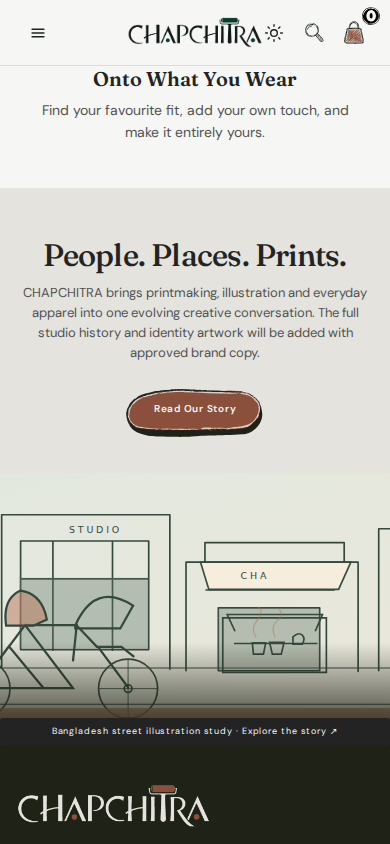 CHAPCHITRA
0
Onto What You Wear
Find your favourite fit, add your own touch, and
make it entirely yours.
People. Places. Prints.
CHAPCHITRA brings printmaking, illustration and everyday
apparel into one evolving creative conversation. The full
studio history and identity artwork will be added with
approved brand copy.
Read Our Story
STUDIO
CHA
Bangladesh street illustration study · Explore the story ↗
CHAPCHITRA